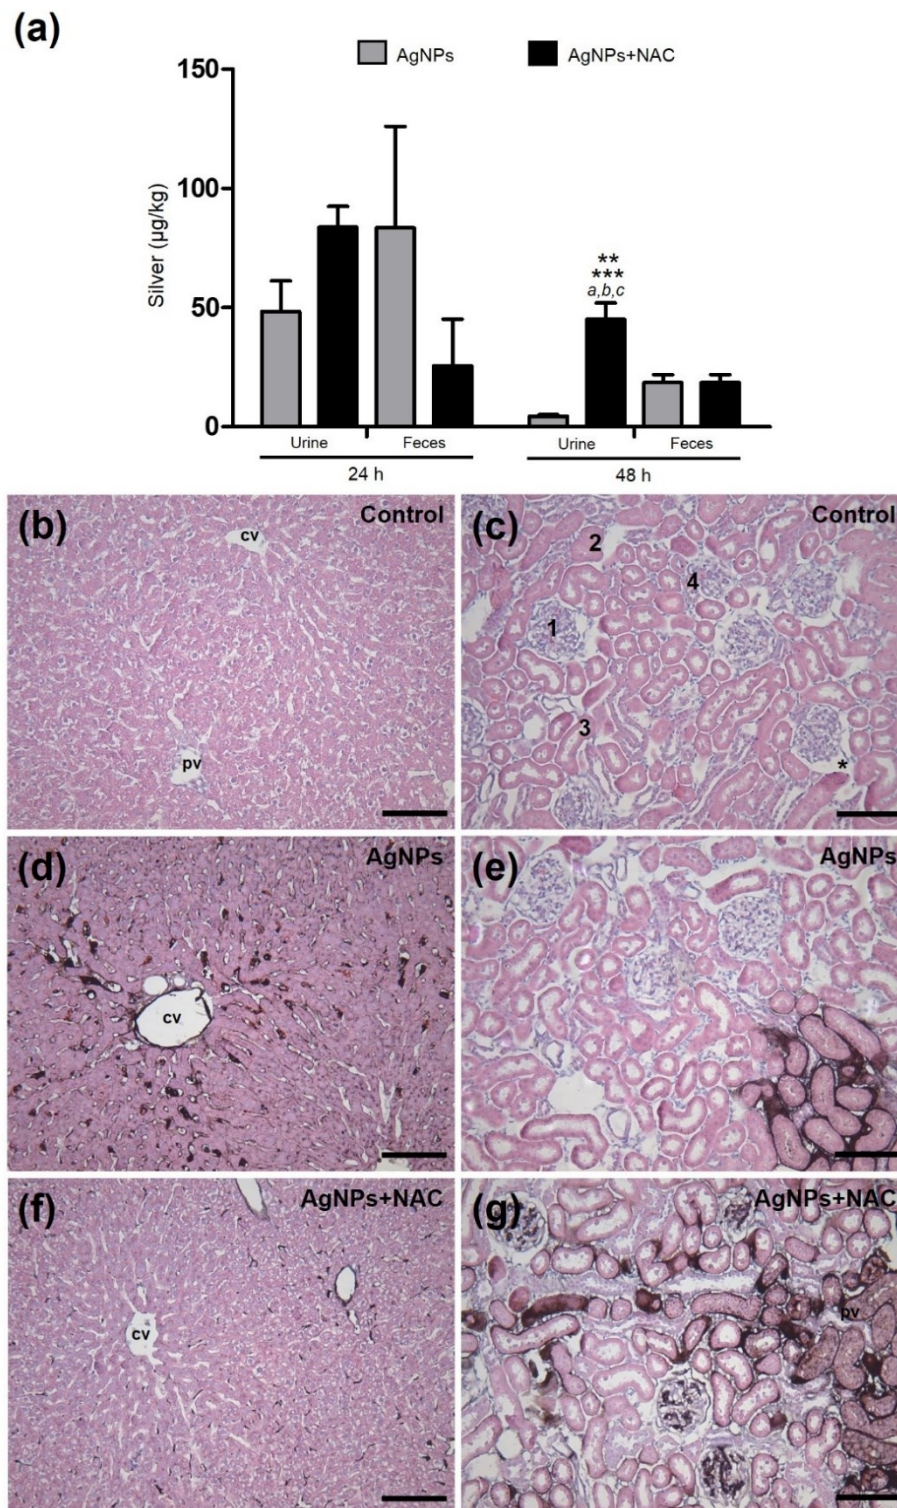 (a)
AgNPs
AgNPs+NAC
150
100
50
0
Silver (µg/kg)
**
***
a,b,c
Urine
Feces
Urine
Feces
24 h
48 h
(b)
Control
cv
pv
(c)
Control
2
4
1
3
*
(d)
AgNPs
cv
(e)
AgNPs
(f)
AgNPs+NAC
cv
(g)
AgNPs+NAC
pv